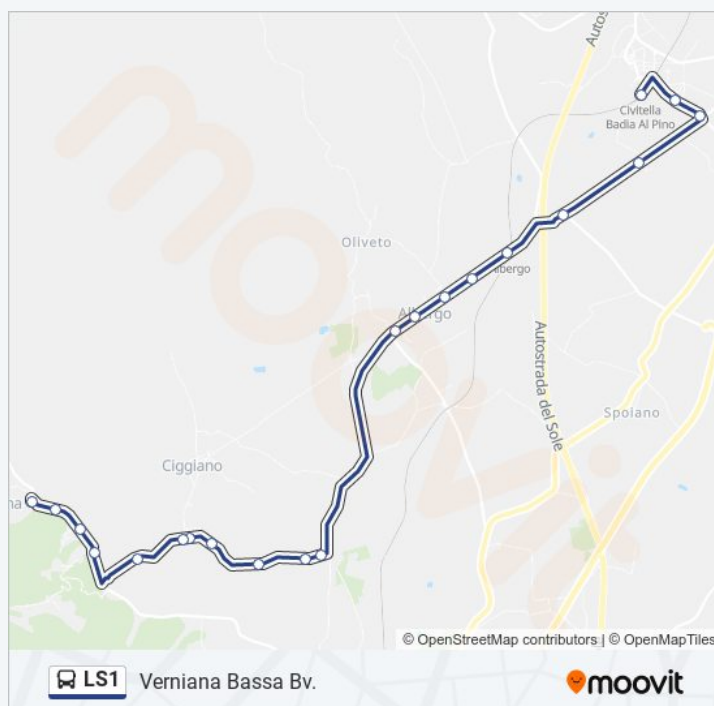 Autos
Civitella
Badia Al Pino
Oliveto
Albergo
Albergo
Autostrada del Sole
Spoiano
Ciggiano
na
moovit
© OpenStreetMap contributors | © OpenMapTiles
LS1 Verniana Bassa Bv.
moovit